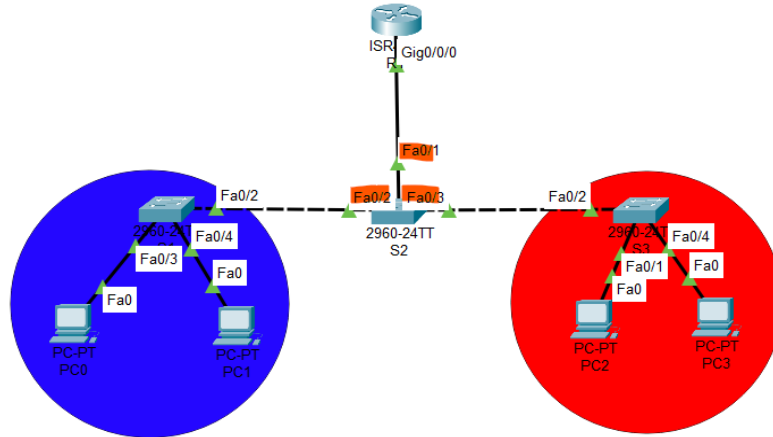 ISR
Gig0/0/0
Fa0/1
Fa0/2
Fa0/2
Fa0/3
Fa0/2
2960-24TT
S2
Fa0/4
Fa0/3
Fa0
Fa0
PC-PT
PC0
PC-PT
PC1
S3
Fa0/4
Fa0/1
Fa0
Fa0
PC-PT
PC2
PC-PT
PC3